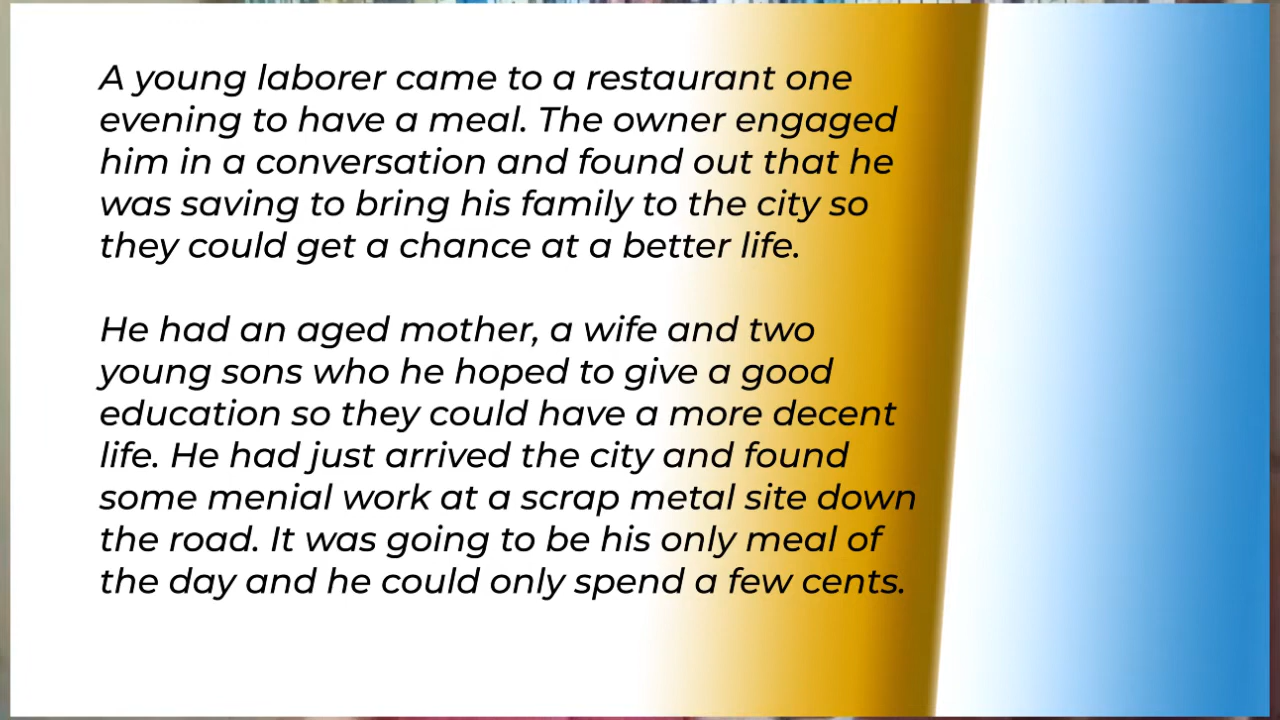 A young laborer came to a restaurant one
evening to have a meal. The owner engaged
him in a conversation and found out that he
was saving to bring his family to the city so
they could get a chance at a better life.
He had an aged mother, a wife and two
young sons who he hoped to give a good
education so they could have a more decent
life. He had just arrived the city and found
some menial work at a scrap metal site down
the road. It was going to be his only meal of
the day and he could only spend a few cents.